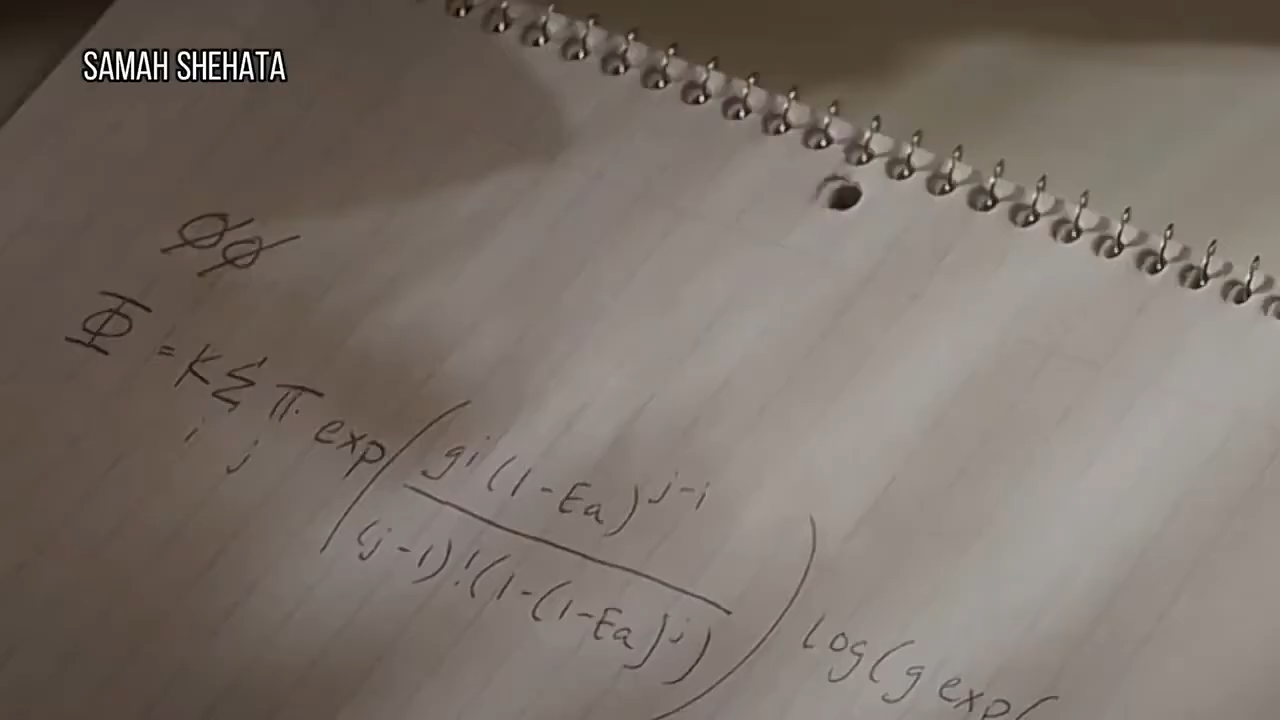 SAMAH SHEHATA
ØØ
Φ = K Σ π exp( gi(1-Ea)^j-i / (j-1)!(1-(1-Ea)^j) ) log(g exp(
i j